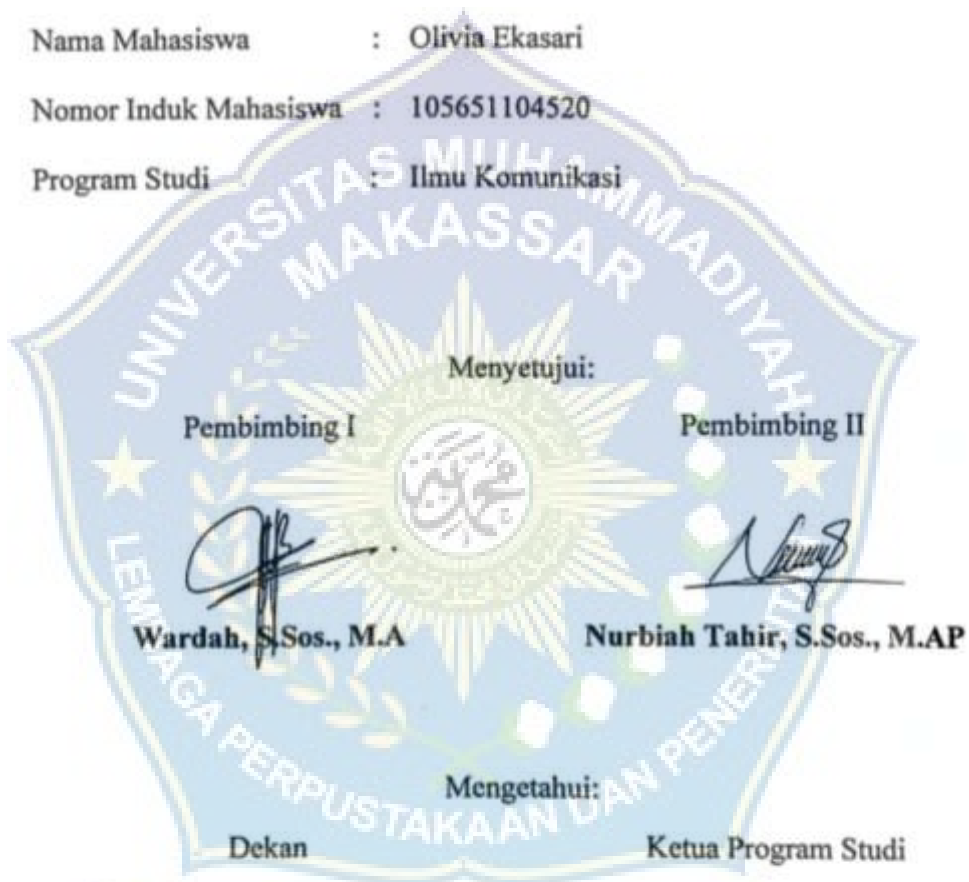 Nama Mahasiswa : Olivia Ekasari
Nomor Induk Mahasiswa : 105651104520
Program Studi : Ilmu Komunikasi
UNIVERSITAS MUHAMMADIYAH
MAKASSAR
Menyetujui:
Pembimbing I Pembimbing II
Wardah, S.Sos., M.A Nurbiah Tahir, S.Sos., M.AP
LEMBAGA PERPUSTAKAAN DAN PENERBITAN
Mengetahui:
Dekan Ketua Program Studi